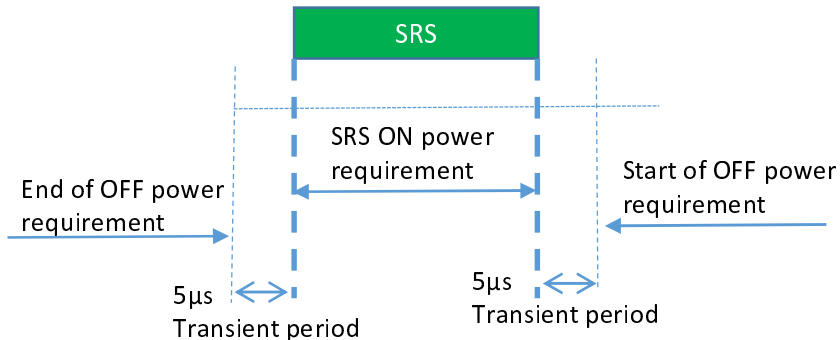 SRS
SRS ON power
requirement
End of OFF power
requirement
Start of OFF power
requirement
5µs
Transient period
5µs
Transient period